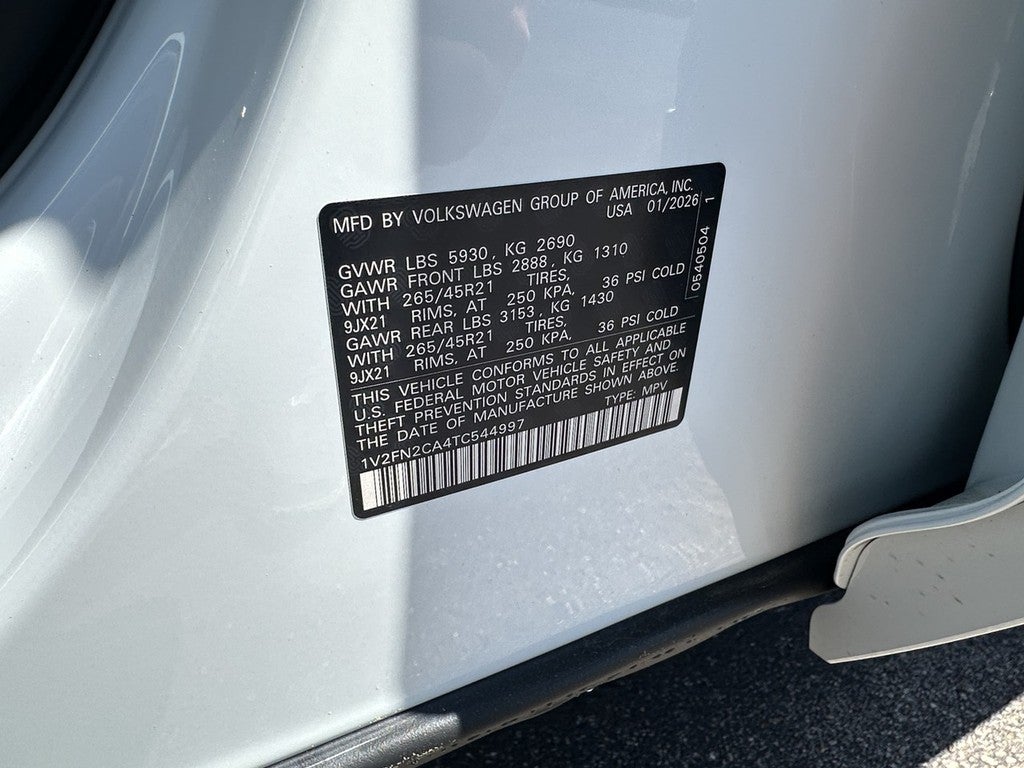 MFD BY VOLKSWAGEN GROUP OF AMERICA, INC.
USA 01/2026
GVWR LBS 5930, KG 2690
GAWR FRONT LBS 2888, KG 1310
WITH 265/45R21 TIRES,
9JX21 RIMS, AT 250 KPA, 36 PSI COLD
GAWR REAR LBS 3153, KG 1430
WITH 265/45R21 TIRES,
9JX21 RIMS, AT 250 KPA, 36 PSI COLD
THIS VEHICLE CONFORMS TO ALL APPLICABLE
U.S. FEDERAL MOTOR VEHICLE SAFETY AND
THEFT PREVENTION STANDARDS IN EFFECT ON
THE DATE OF MANUFACTURE SHOWN ABOVE.
1V2FN2CA4TC544997 TYPE: MPV
0540504 1